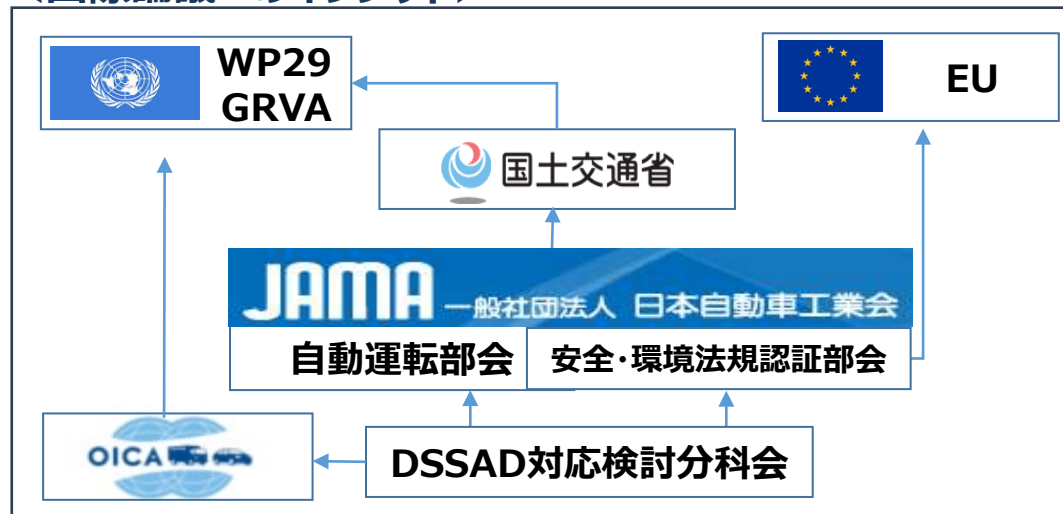 WP29
GRVA
EU
国土交通省
JAMA 一般社団法人 日本自動車工業会
自動運転部会
安全・環境法規認証部会
OICA
DSSAD対応検討分科会